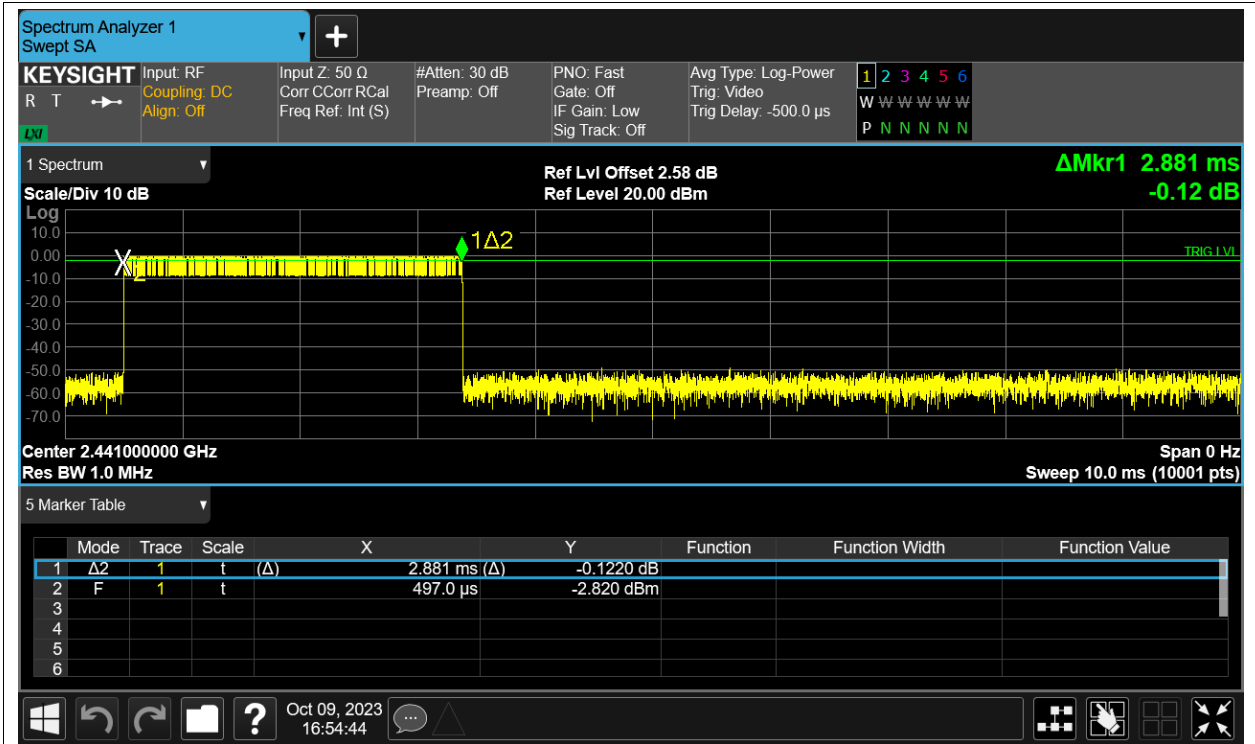 Spectrum Analyzer 1
Swept SA
KEYSIGHT
R T
LXI
Input: RF
Coupling: DC
Align: Off
Input Z: 50 Ω
Corr CCorr RCal
Freq Ref: Int (S)
#Atten: 30 dB
Preamp: Off
PNO: Fast
Gate: Off
IF Gain: Low
Sig Track: Off
Avg Type: Log-Power
Trig: Video
Trig Delay: -500.0 µs
1 2 3 4 5 6
W W W W W W
P N N N N N
1 Spectrum
Scale/Div 10 dB
Ref Lvl Offset 2.58 dB
Ref Level 20.00 dBm
ΔMkr1 2.881 ms
-0.12 dB
Log
10.0
0.00
-10.0
-20.0
-30.0
-40.0
-50.0
-60.0
-70.0
1Δ2
2
TRIG LVL
Center 2.441000000 GHz
Res BW 1.0 MHz
Span 0 Hz
Sweep 10.0 ms (10001 pts)
5 Marker Table
Mode Trace Scale X Y Function Function Width Function Value
1 Δ2 1 t (Δ) 2.881 ms (Δ) -0.1220 dB
2 F 1 t 497.0 µs -2.820 dBm
3
4
5
6
?
Oct 09, 2023
16:54:44